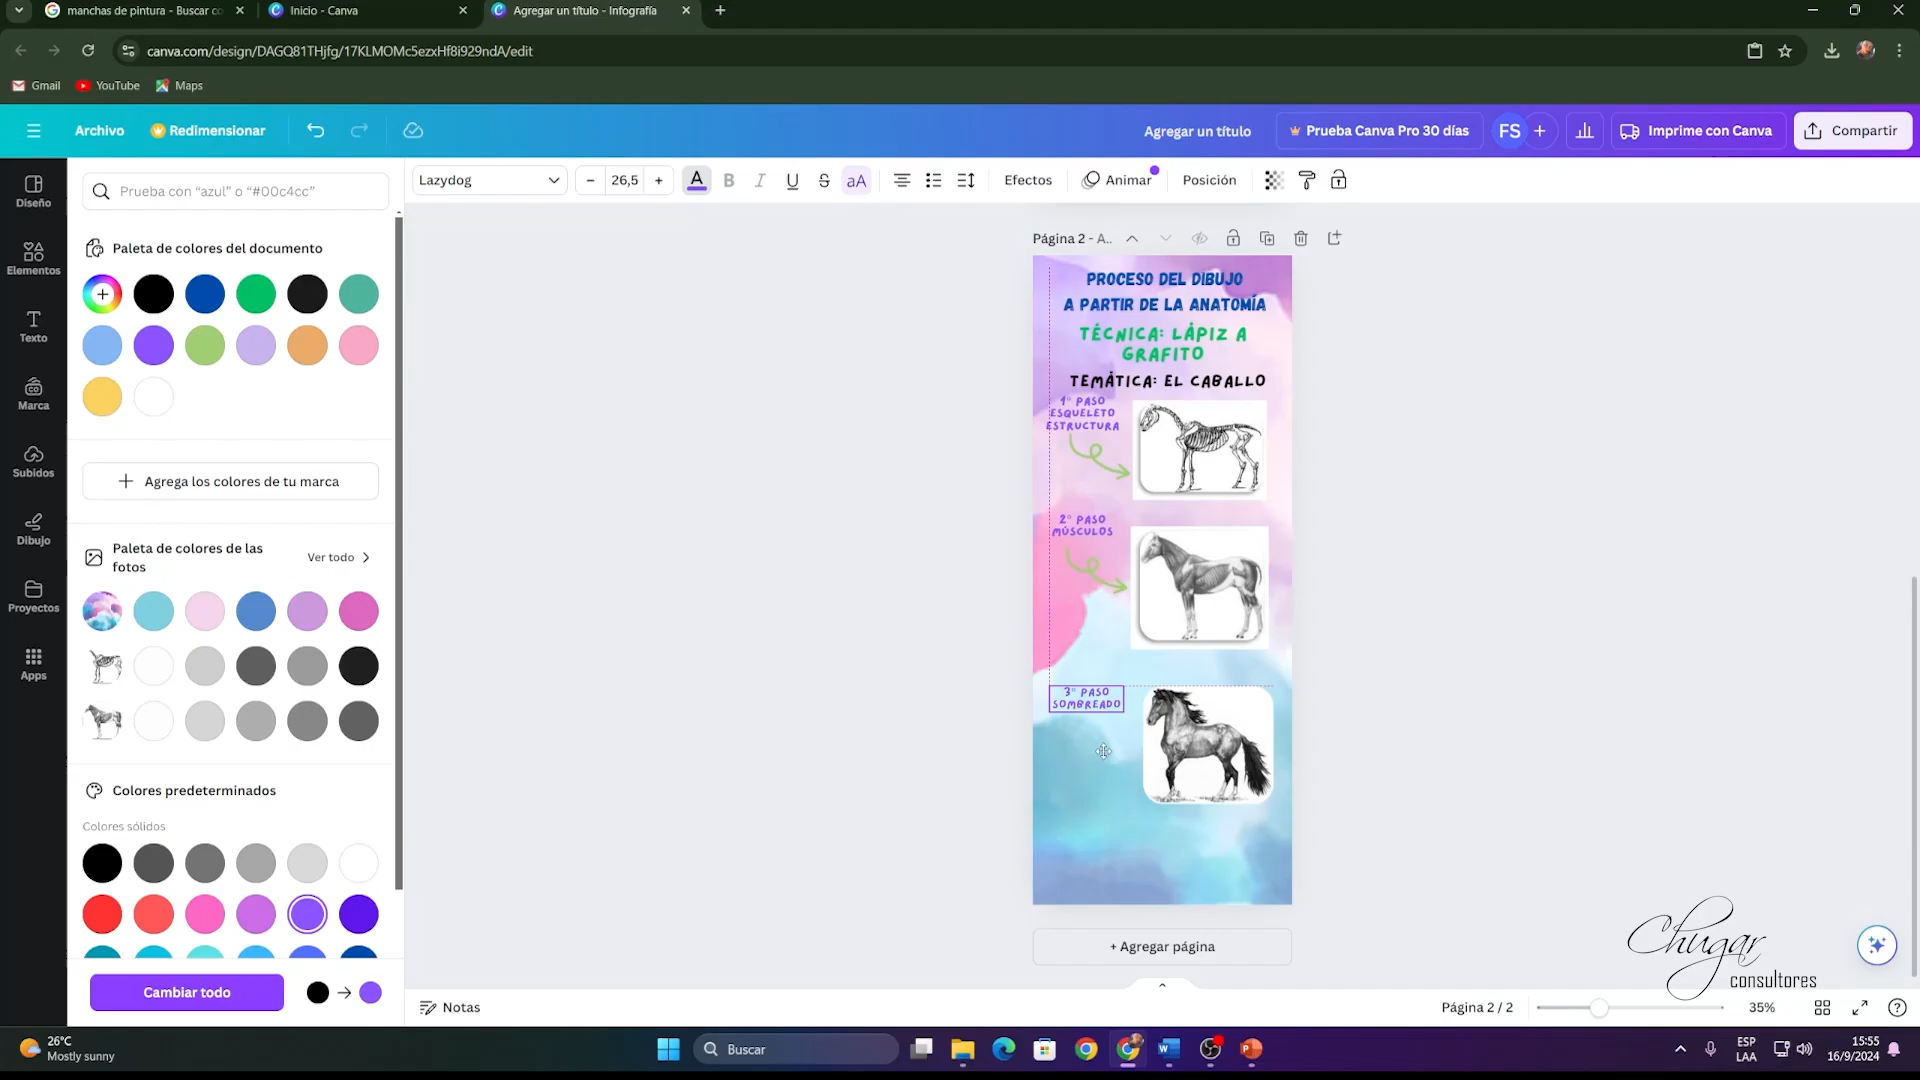 manchas de pintura - Buscar co
Inicio - Canva
Agregar un título - Infografía
canva.com/design/DAGQ81THjfg/17KLMOMc5ezxHf8i929ndA/edit
Gmail
YouTube
Maps
Archivo
Redimensionar
Agregar un título
Prueba Canva Pro 30 días
FS
Imprime con Canva
Compartir
Diseño
Elementos
Texto
Marca
Subidos
Dibujo
Proyectos
Apps
Prueba con “azul” o “#00c4cc”
Paleta de colores del documento
Agrega los colores de tu marca
Paleta de colores de las
fotos
Ver todo
Colores predeterminados
Colores sólidos
Cambiar todo
Lazydog
26,5
A
B
I
U
S
aA
Efectos
Animar
Posición
Página 2 - A..
PROCESO DEL DIBUJO
A PARTIR DE LA ANATOMÍA
TÉCNICA: LÁPIZ A
GRAFITO
TEMÁTICA: EL CABALLO
1° PASO
ESQUELETO
ESTRUCTURA
2° PASO
MÚSCULOS
3° PASO
SOMBREADO
+ Agregar página
Chugar
consultores
Notas
Página 2 / 2
35%
26°C
Mostly sunny
Buscar
ESP
LAA
15:55
16/9/2024